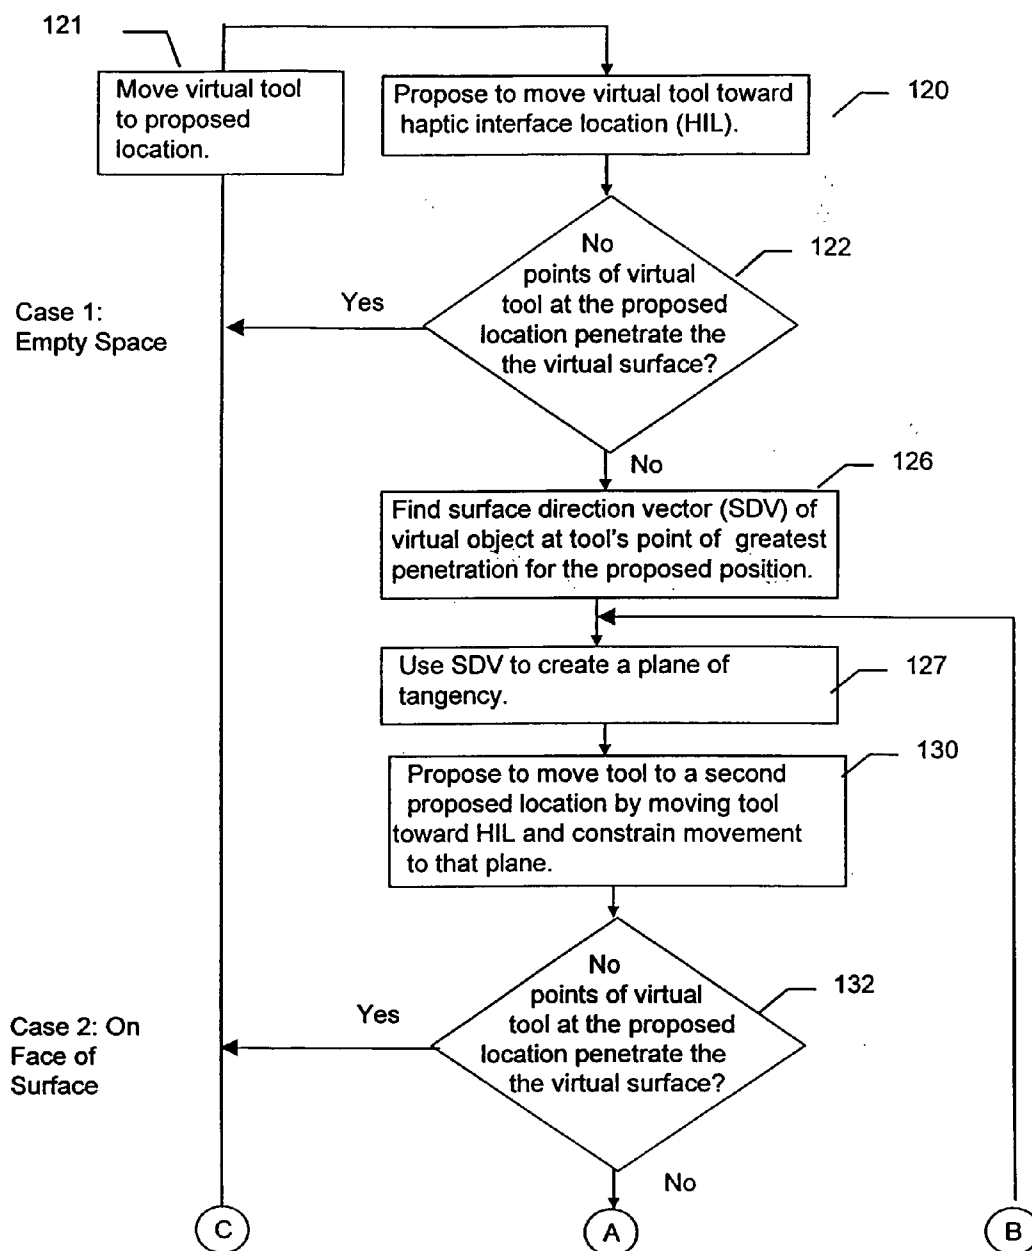 121
Move virtual tool
to proposed
location.
Propose to move virtual tool toward
haptic interface location (HIL).
120
No
points of virtual
tool at the proposed
location penetrate the
the virtual surface?
122
Yes
Case 1:
Empty Space
No
126
Find surface direction vector (SDV) of
virtual object at tool's point of greatest
penetration for the proposed position.
Use SDV to create a plane of
tangency.
127
130
Propose to move tool to a second
proposed location by moving tool
toward HIL and constrain movement
to that plane.
No
points of virtual
tool at the proposed
location penetrate the
the virtual surface?
132
Yes
Case 2: On
Face of
Surface
No
C
A
B